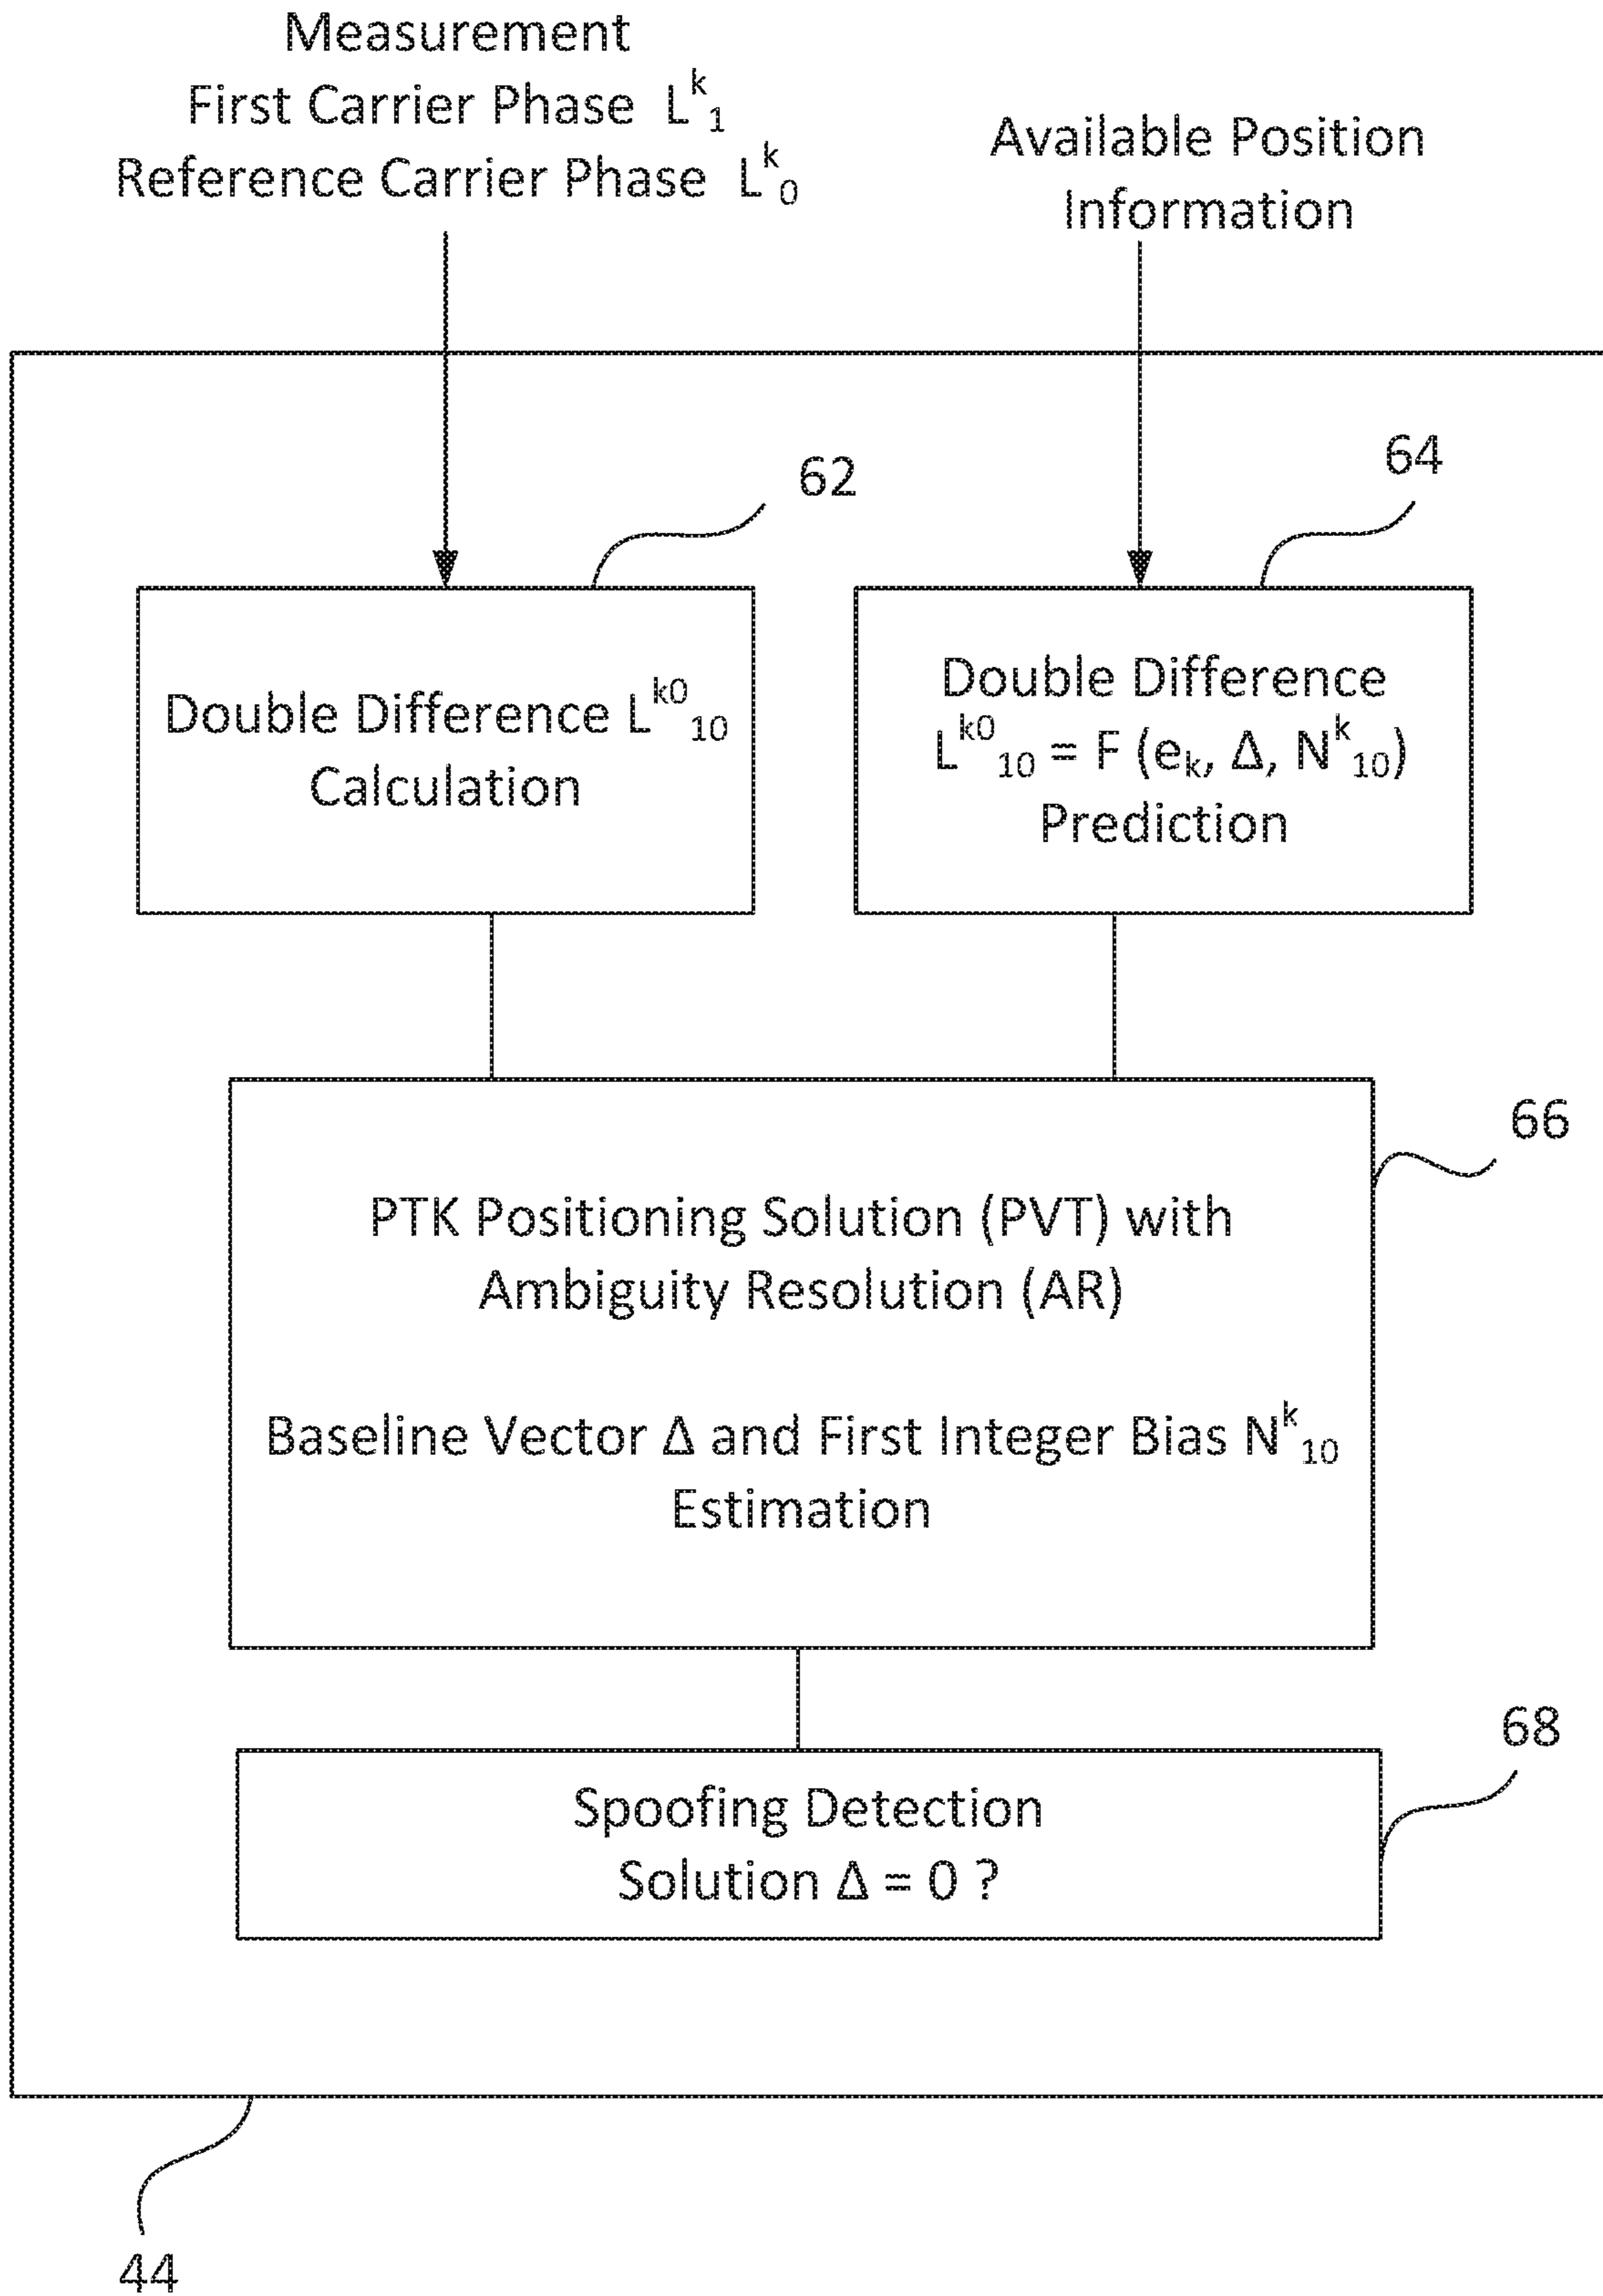 Measurement
First Carrier Phase L^k_1
Reference Carrier Phase L^k_0
Available Position
Information
62
64
Double Difference L^k0_10
Calculation
Double Difference
L^k0_10 = F (e_k, Δ, N^k_10)
Prediction
66
PTK Positioning Solution (PVT) with
Ambiguity Resolution (AR)
Baseline Vector Δ and First Integer Bias N^k_10
Estimation
68
Spoofing Detection
Solution Δ = 0 ?
44